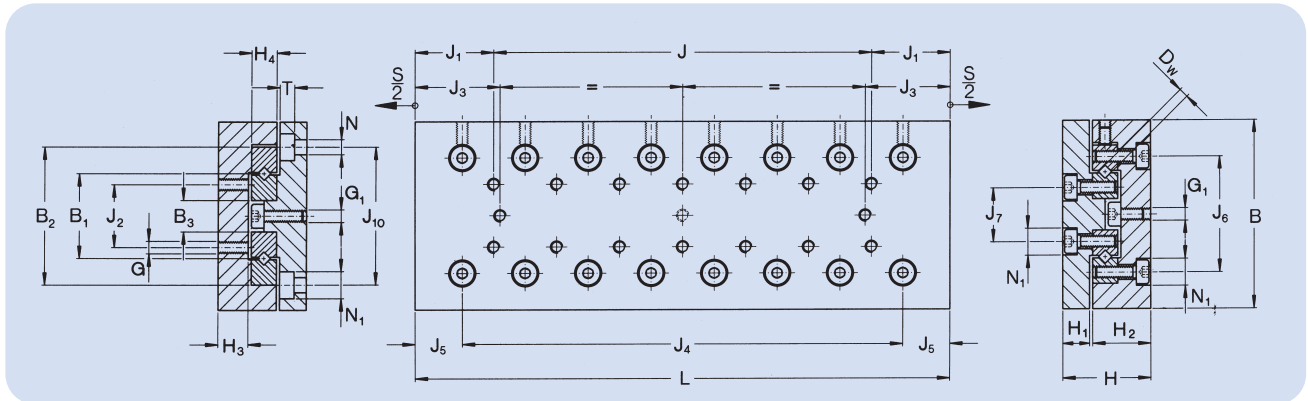 H₄
T
N
B₂
B₁
J₂
B₃
G
G₁
J₁₀
N₁
H₃
J₁
J
J₁
S/2
J₃
=
=
J₃
S/2
J₅
J₄
J₅
L
D_w
J₇
G₁
J₆
B
N₁
N₁
H₁
H₂
H